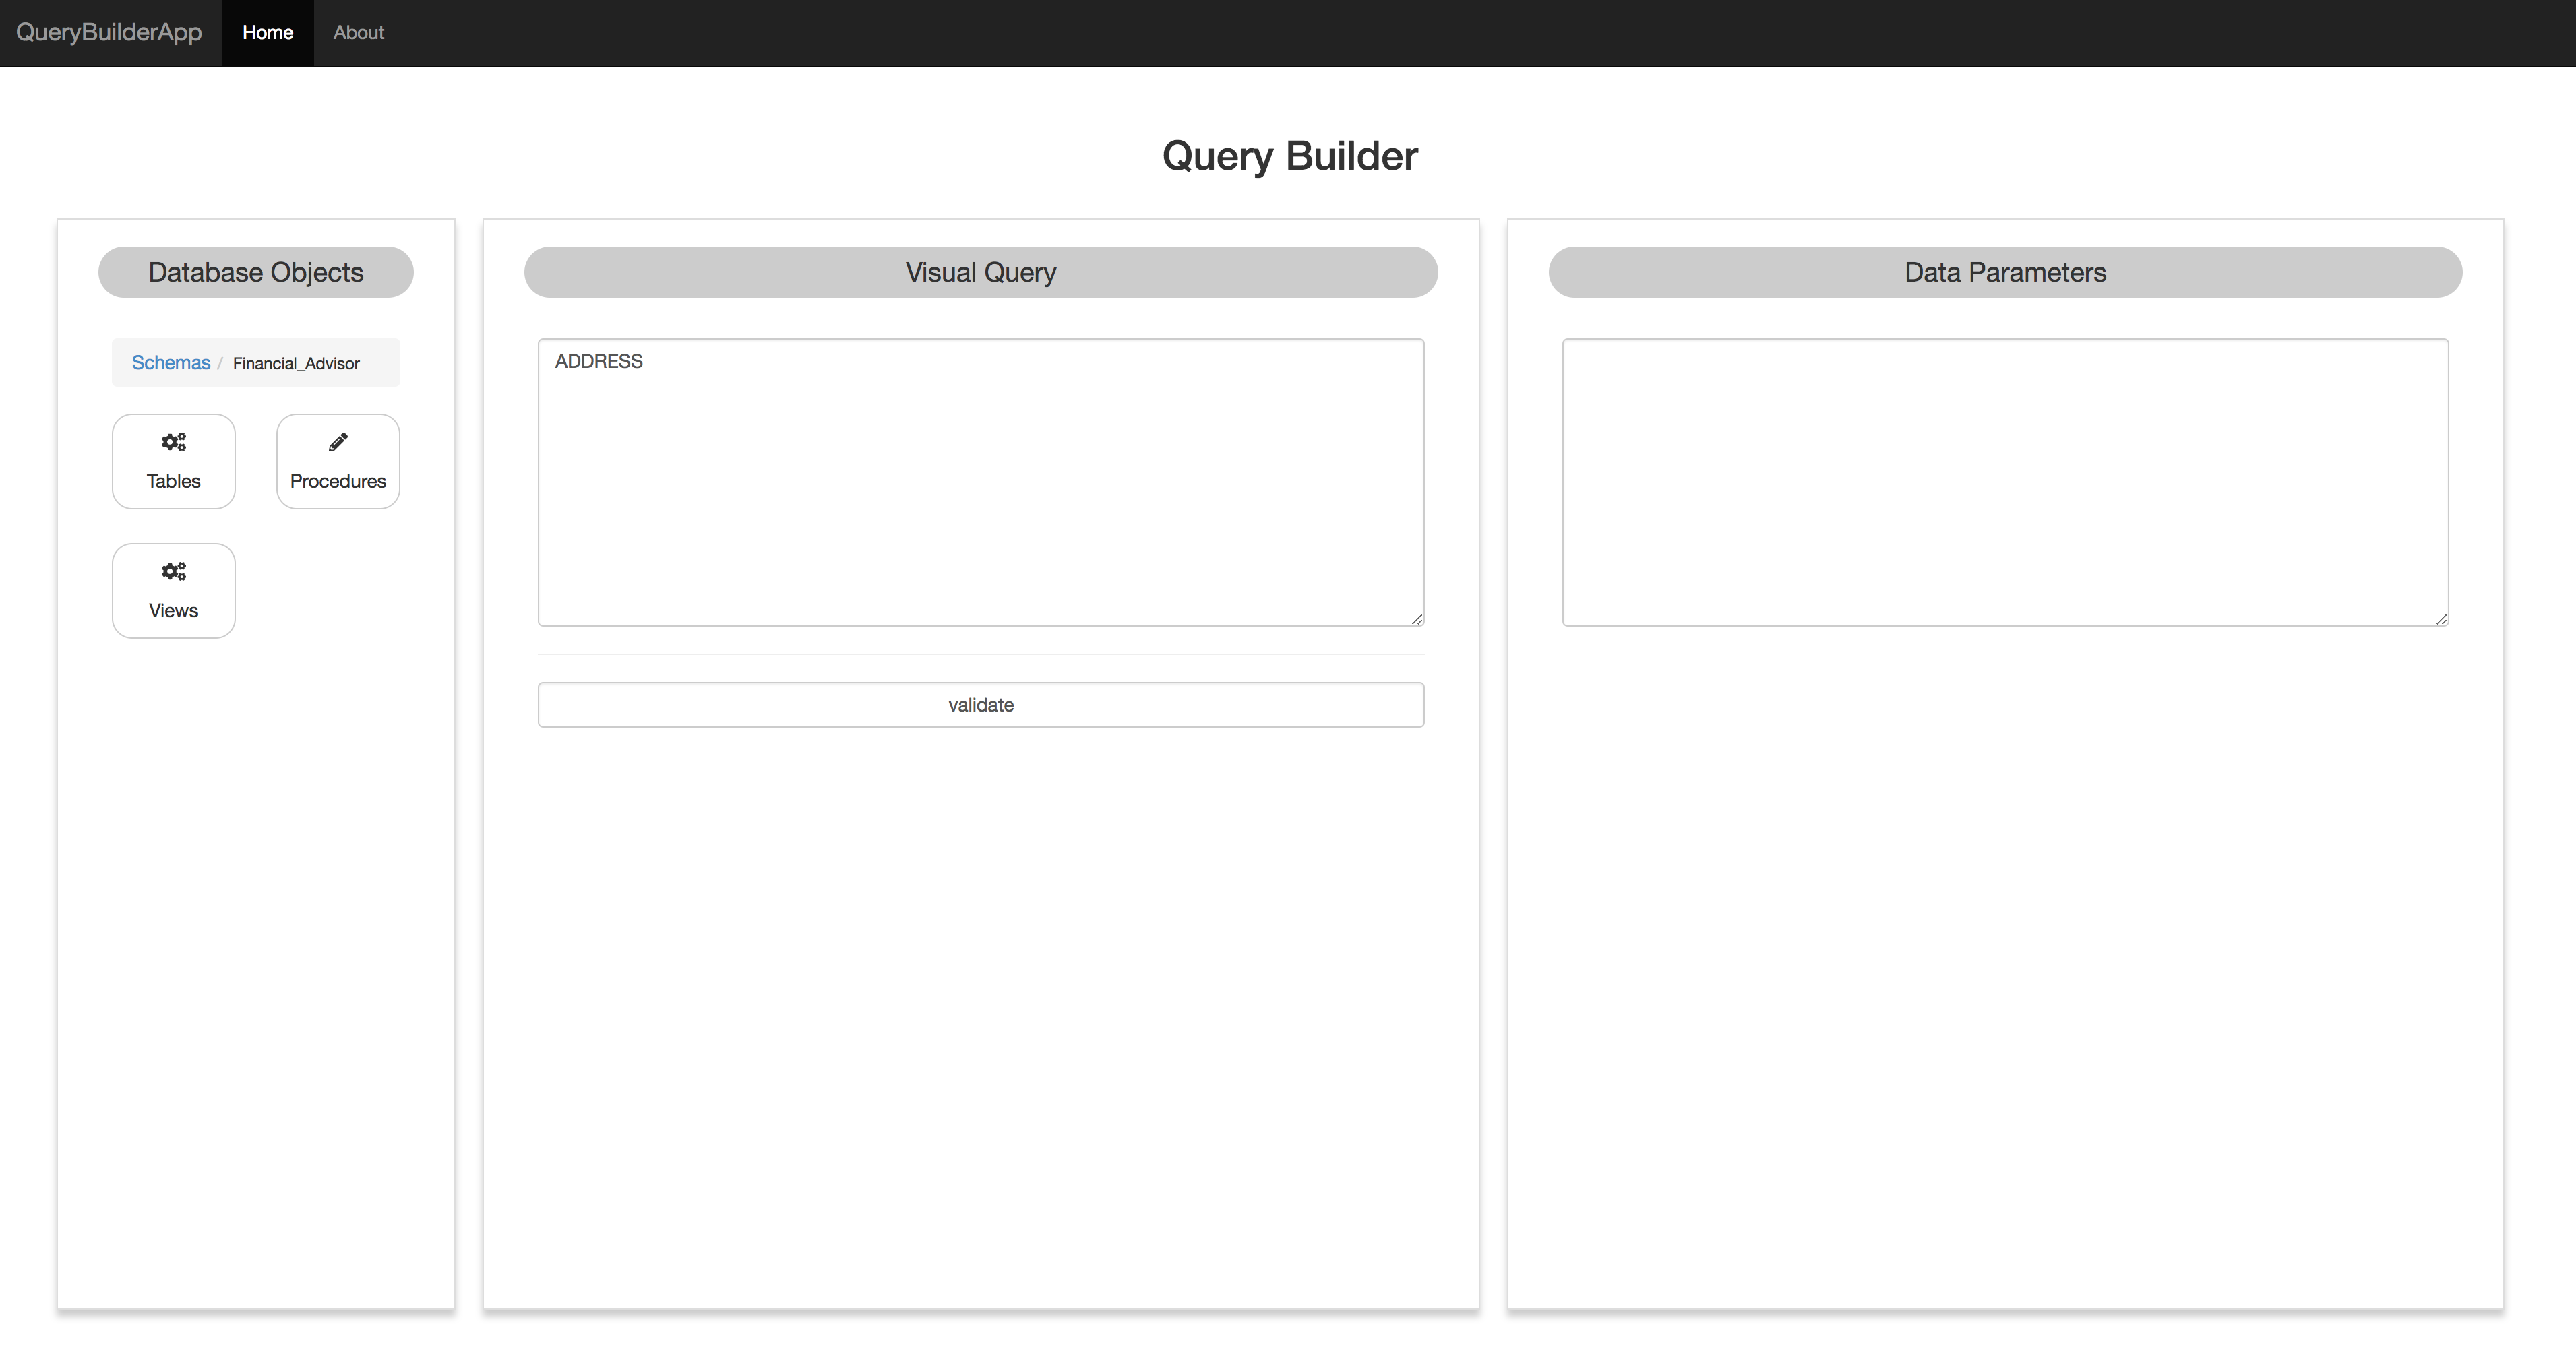 QueryBuilderApp Home About
Query Builder
Database Objects
Schemas / Financial_Advisor
Tables Procedures
Views
Visual Query
ADDRESS
validate
Data Parameters